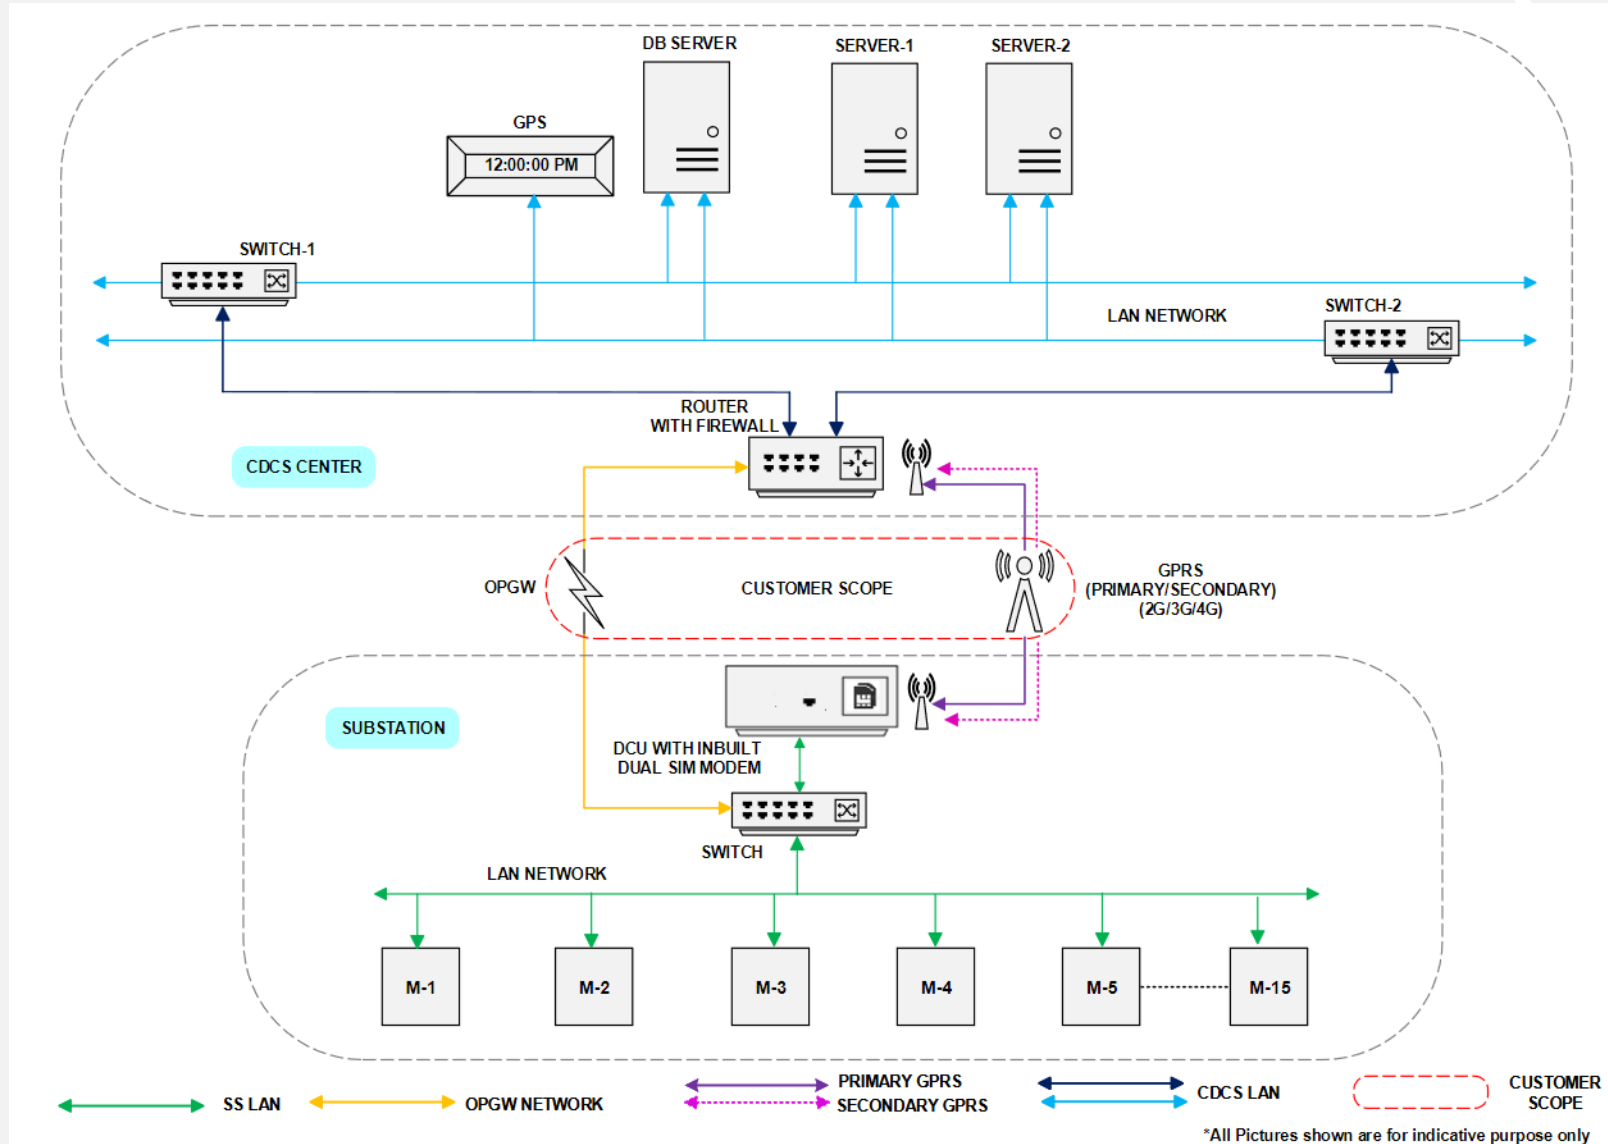 DB SERVER
SERVER-1
SERVER-2
GPS
12:00:00 PM
SWITCH-1
SWITCH-2
LAN NETWORK
ROUTER
WITH FIREWALL
CDCS CENTER
OPGW
CUSTOMER SCOPE
GPRS
(PRIMARY/SECONDARY)
(2G/3G/4G)
SUBSTATION
DCU WITH INBUILT
DUAL SIM MODEM
SWITCH
LAN NETWORK
M-1
M-2
M-3
M-4
M-5
M-15
SS LAN
OPGW NETWORK
PRIMARY GPRS
SECONDARY GPRS
CDCS LAN
CUSTOMER
SCOPE
*All Pictures shown are for indicative purpose only